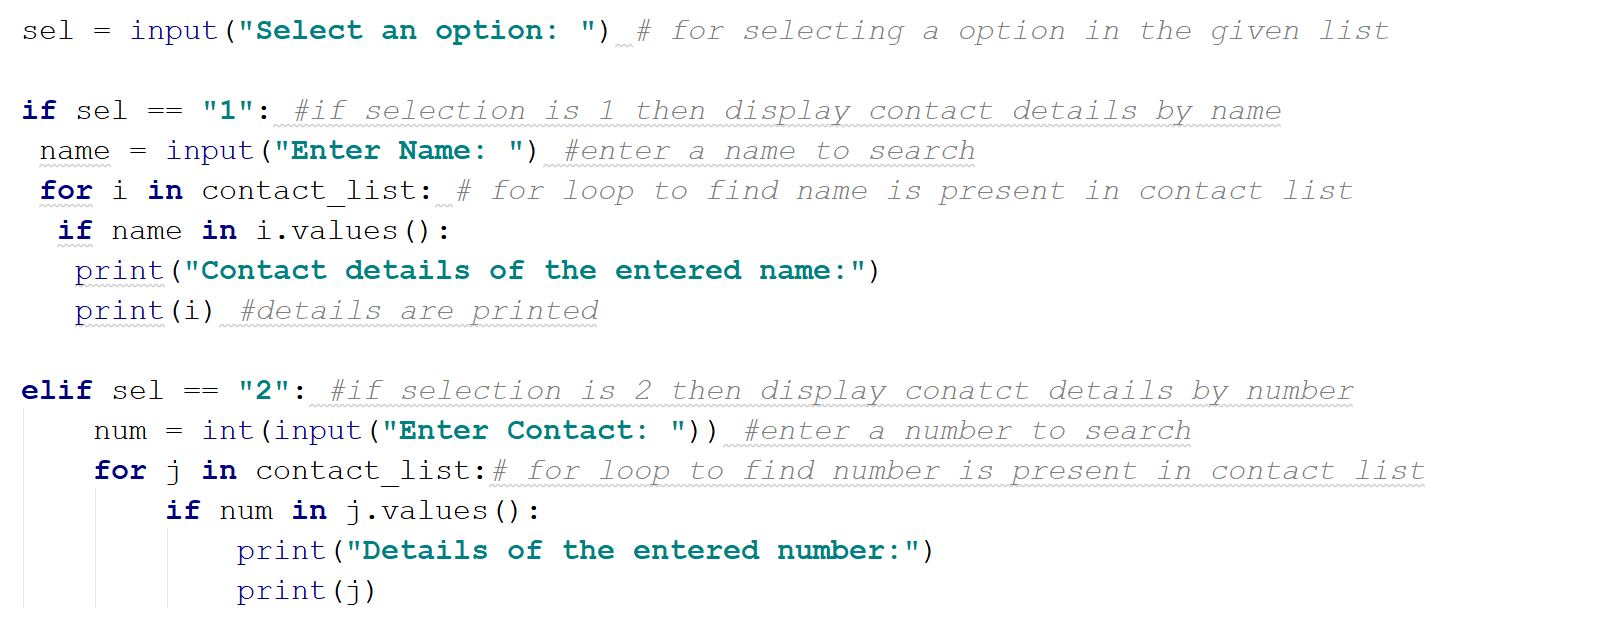 sel = input("Select an option: ")  # for selecting a option in the given list

if sel == "1": #if selection is 1 then display contact details by name
 name = input("Enter Name: ") #enter a name to search
 for i in contact_list: # for loop to find name is present in contact list
  if name in i.values():
   print("Contact details of the entered name:")
   print(i) #details are printed

elif sel == "2": #if selection is 2 then display conatct details by number
    num = int(input("Enter Contact: ")) #enter a number to search
    for j in contact_list:# for loop to find number is present in contact list
        if num in j.values():
            print("Details of the entered number:")
            print(j)